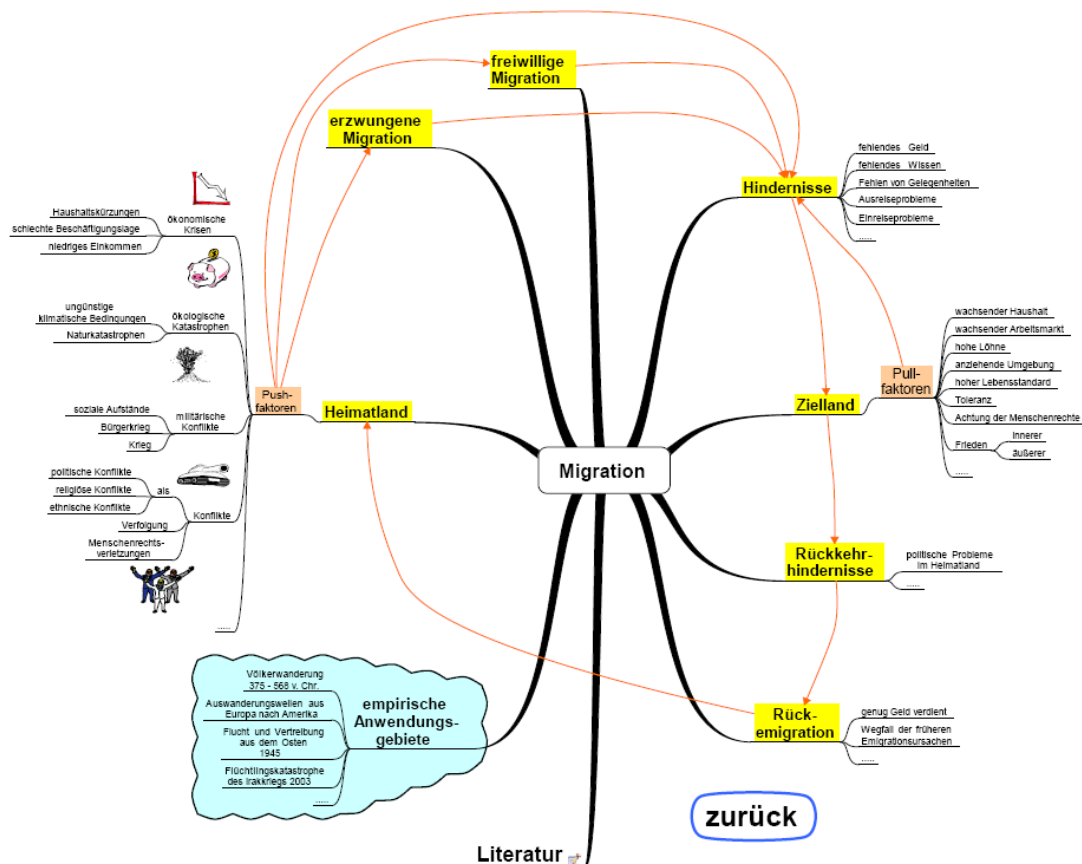 freiwillige
Migration
erzwungene
Migration
Hindernisse
fehlendes Geld
fehlendes Wissen
Fehlen von Gelegenheiten
Ausreiseprobleme
Einreiseprobleme
.....
ökonomische
Krisen
Haushaltskürzungen
schlechte Beschäftigungslage
niedriges Einkommen
ökologische
Katastrophen
ungünstige
klimatische Bedingungen
Naturkatastrophen
Push-
faktoren
Heimatland
militärische
Konflikte
soziale Aufstände
Bürgerkrieg
Krieg
Konflikte
als
politische Konflikte
religiöse Konflikte
ethnische Konflikte
Verfolgung
Menschenrechts-
verletzungen
.....
Migration
Zielland
Pull-
faktoren
wachsender Haushalt
wachsender Arbeitsmarkt
hohe Löhne
anziehende Umgebung
hoher Lebensstandard
Toleranz
Achtung der Menschenrechte
Frieden
innerer
äußerer
.....
Rückkehr-
hindernisse
politische Probleme
im Heimatland
.....
Rück-
emigration
genug Geld verdient
Wegfall der früheren
Emigrationsursachen
.....
empirische
Anwendungs-
gebiete
Völkerwanderung
375 - 568 v. Chr.
Auswanderungswellen aus
Europa nach Amerika
Flucht und Vertreibung
aus dem Osten
1945
Flüchtlingskatastrophe
des Irakkriegs 2003
.....
zurück
Literatur